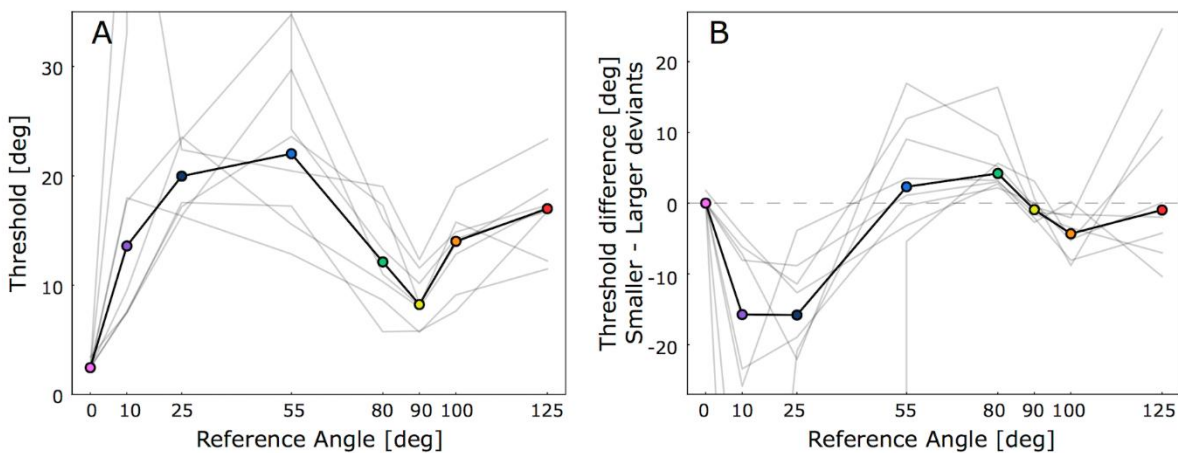 A
Threshold [deg]
30
20
10
0
0 10 25 55 80 90 100 125
Reference Angle [deg]
B
Threshold difference [deg]
Smaller - Larger deviants
20
10
0
-10
-20
0 10 25 55 80 90 100 125
Reference Angle [deg]